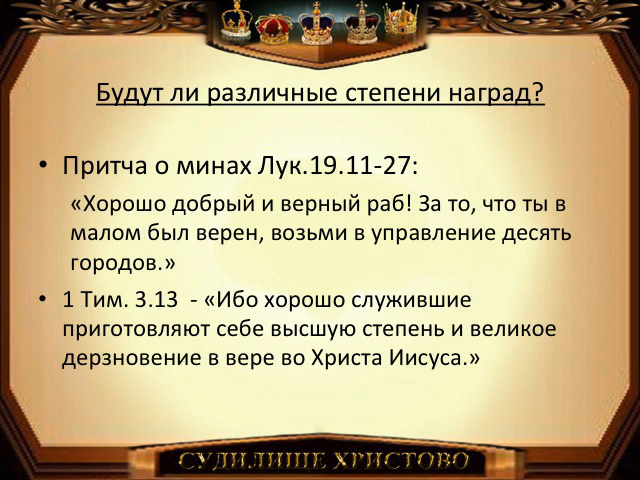 Будут ли различные степени наград?
• Притча о минах Лук.19.11-27:
«Хорошо добрый и верный раб! За то, что ты в
малом был верен, возьми в управление десять
городов.»
• 1 Тим. 3.13 - «Ибо хорошо служившие
приготовляют себе высшую степень и великое
дерзновение в вере во Христа Иисуса.»
СУДИЛИЩЕ ХРИСТОВО